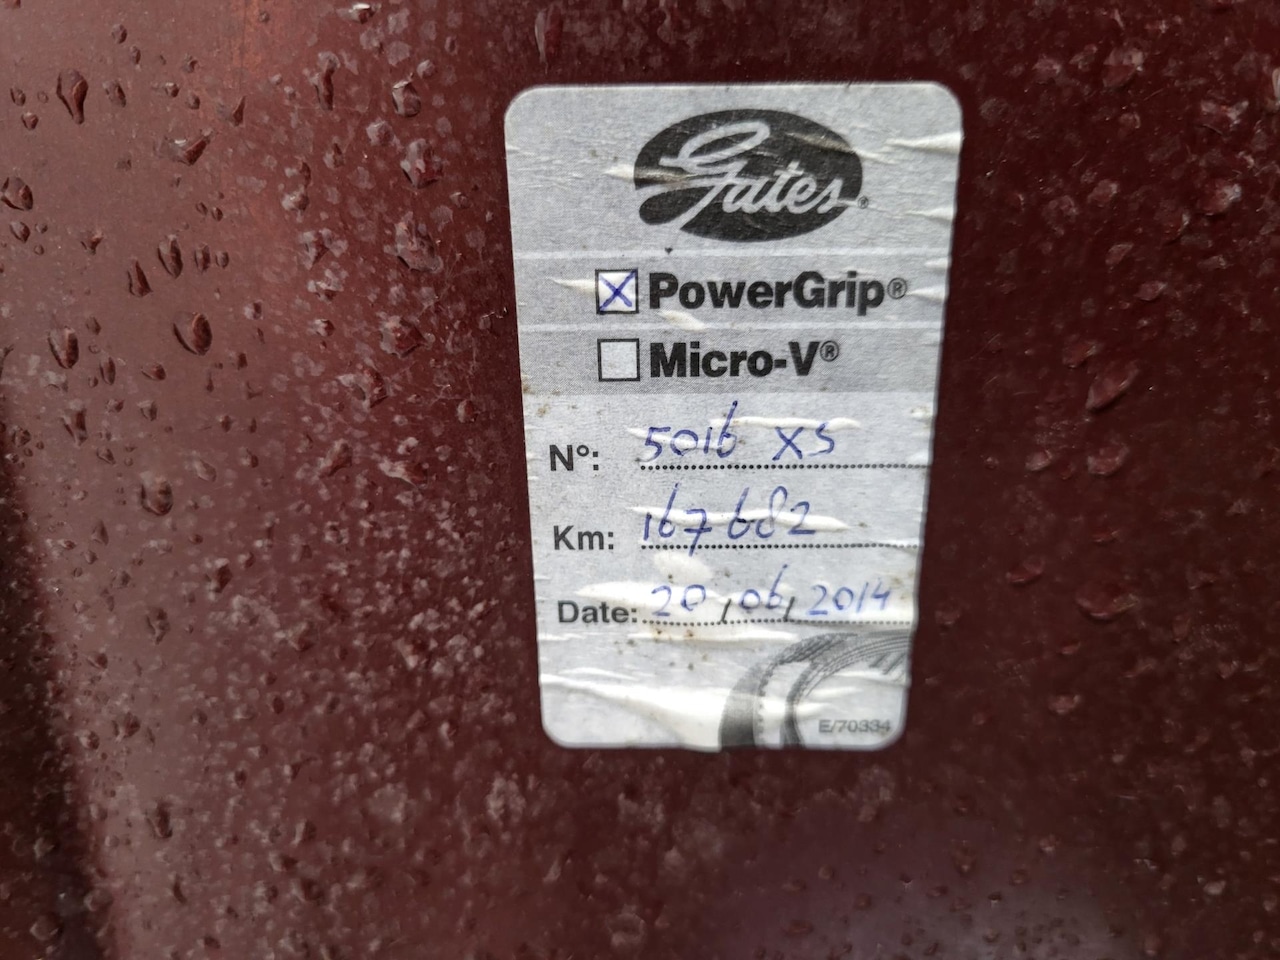 Gates®
PowerGrip®
Micro-V®
N°: 5016 XS
Km: 167682
Date: 20/06/2014
E/70334